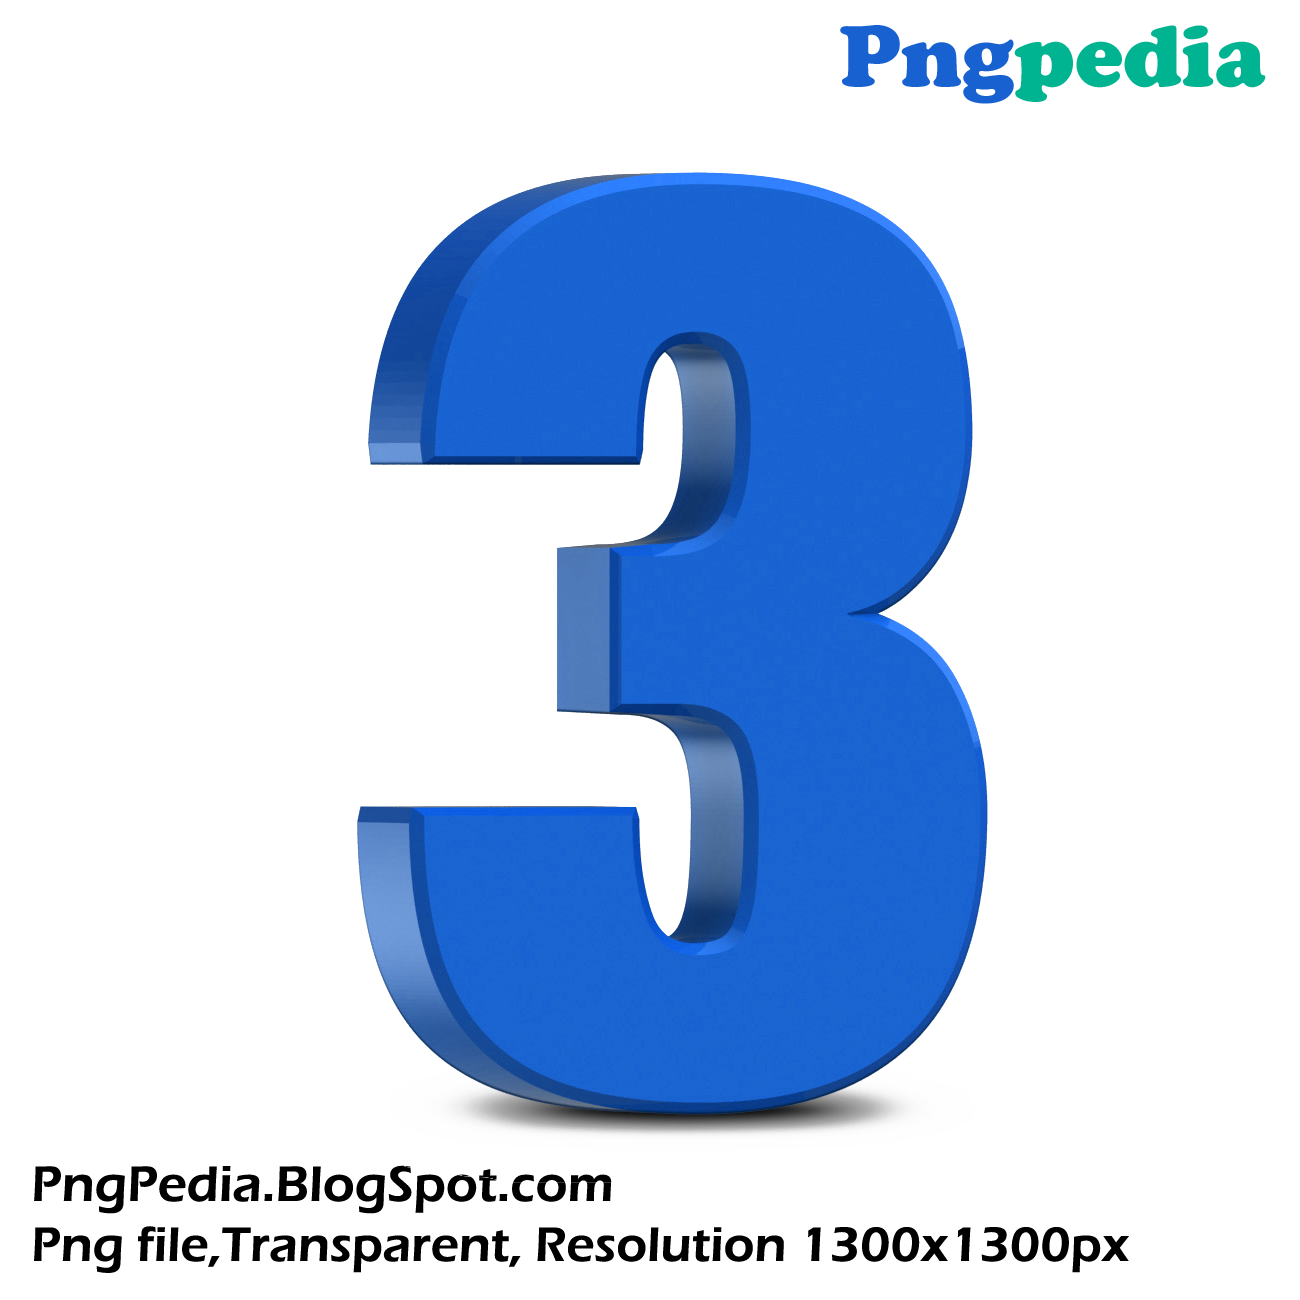 Pngpedia
3
PngPedia.BlogSpot.com
Png file,Transparent, Resolution 1300x1300px